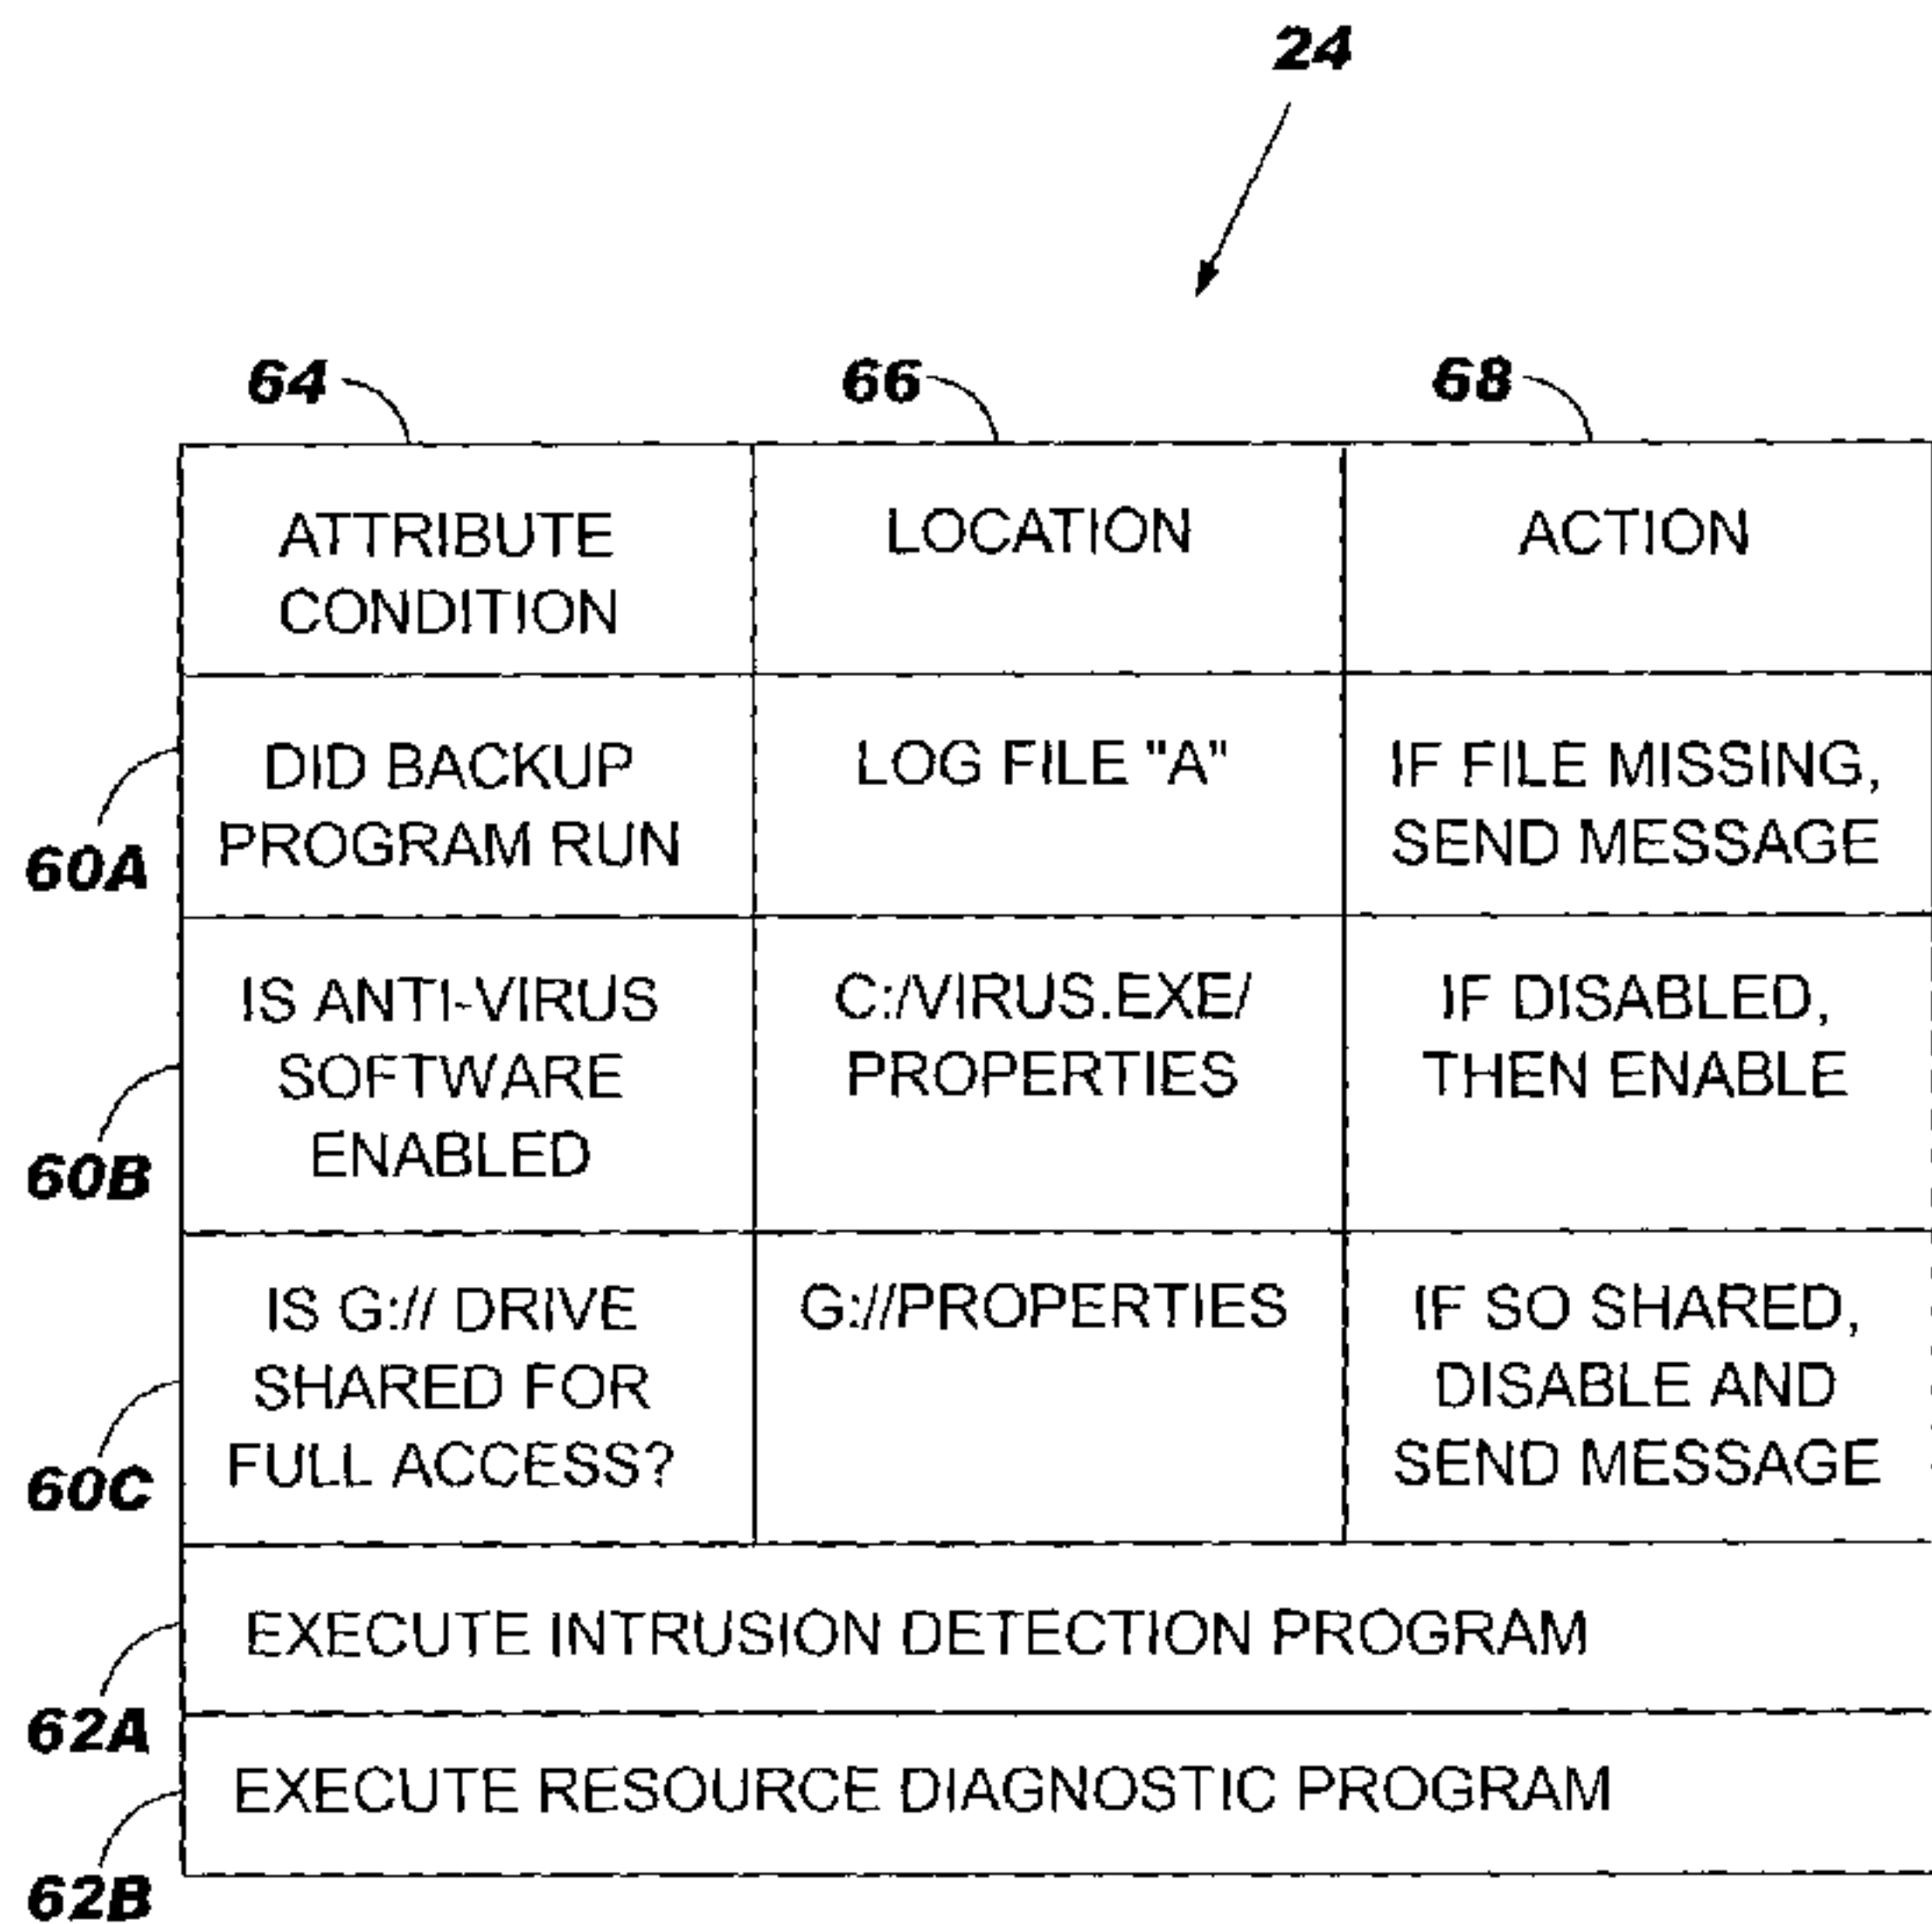 24
64
66
68
ATTRIBUTE
CONDITION
LOCATION
ACTION
60A
DID BACKUP
PROGRAM RUN
LOG FILE "A"
IF FILE MISSING,
SEND MESSAGE
60B
IS ANTI-VIRUS
SOFTWARE
ENABLED
C:/VIRUS.EXE/
PROPERTIES
IF DISABLED,
THEN ENABLE
60C
IS G:// DRIVE
SHARED FOR
FULL ACCESS?
G://PROPERTIES
IF SO SHARED,
DISABLE AND
SEND MESSAGE
62A
EXECUTE INTRUSION DETECTION PROGRAM
62B
EXECUTE RESOURCE DIAGNOSTIC PROGRAM